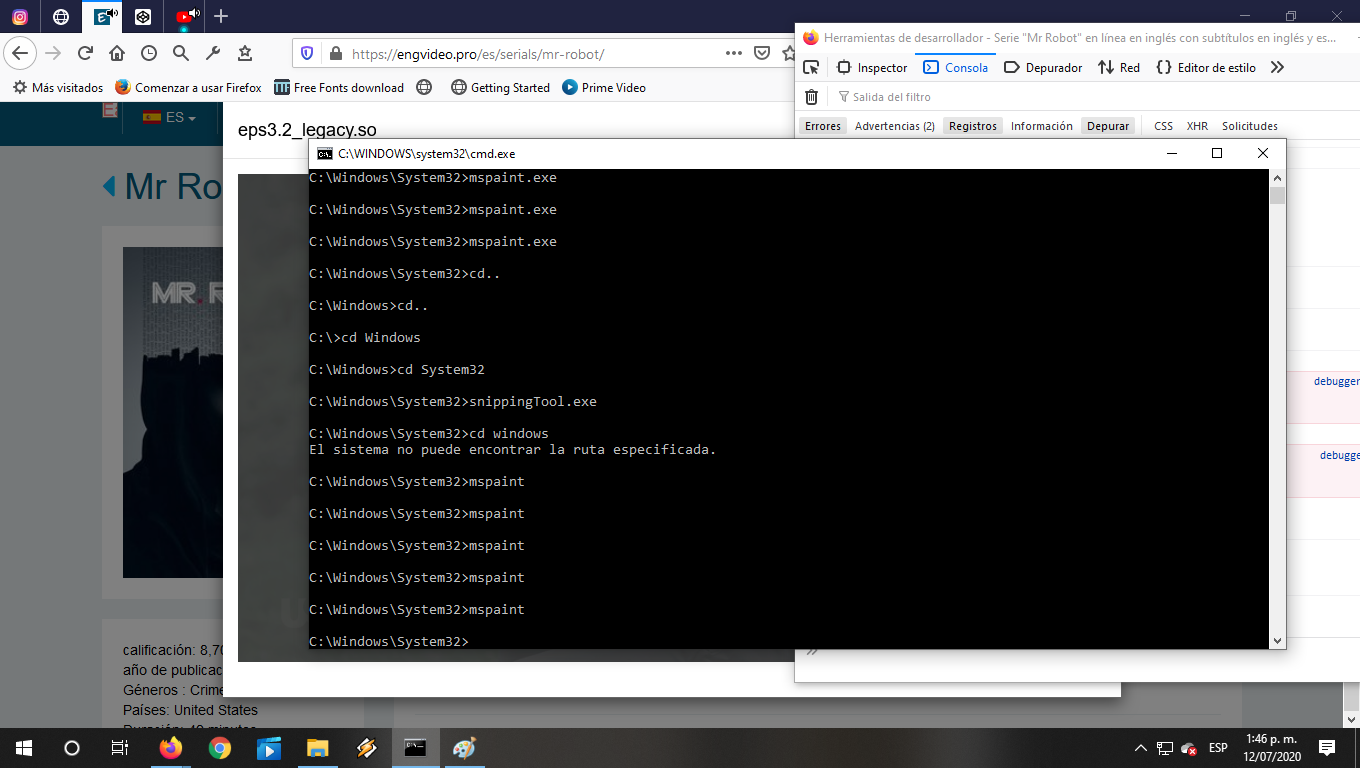 https://engvideo.pro/es/serials/mr-robot/
Más visitados
Comenzar a usar Firefox
Free Fonts download
Getting Started
Prime Video
Herramientas de desarrollador - Serie "Mr Robot" en línea en inglés con subtítulos en inglés y es...
Inspector
Consola
Depurador
Red
Editor de estilo
Salida del filtro
Errores
Advertencias (2)
Registros
Información
Depurar
CSS
XHR
Solicitudes
ES
eps3.2_legacy.so
Mr Ro
MR. R
C:\WINDOWS\system32\cmd.exe
C:\Windows\System32>mspaint.exe
C:\Windows\System32>mspaint.exe
C:\Windows\System32>mspaint.exe
C:\Windows\System32>cd..
C:\Windows>cd..
C:\>cd Windows
C:\Windows>cd System32
C:\Windows\System32>snippingTool.exe
C:\Windows\System32>cd windows
El sistema no puede encontrar la ruta especificada.
C:\Windows\System32>mspaint
C:\Windows\System32>mspaint
C:\Windows\System32>mspaint
C:\Windows\System32>mspaint
C:\Windows\System32>mspaint
C:\Windows\System32>
debugger
debugge
calificación: 8,70
año de publicac
Géneros : Crime
Países: United States
ESP
1:46 p. m.
12/07/2020